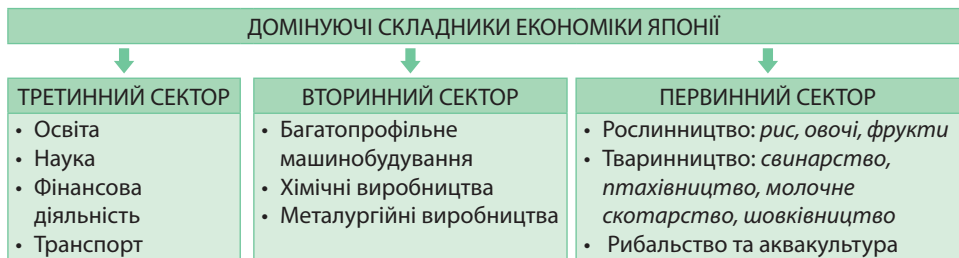 ДОМІНУЮЧІ СКЛАДНИКИ ЕКОНОМІКИ ЯПОНІЇ
ТРЕТИННИЙ СЕКТОР
• Освіта
• Наука
• Фінансова
діяльність
• Транспорт
ВТОРИННИЙ СЕКТОР
• Багатопрофільне
машинобудування
• Хімічні виробництва
• Металургійні виробництва
ПЕРВИННИЙ СЕКТОР
• Рослинництво: рис, овочі, фрукти
• Тваринництво: свинарство,
птахівництво, молочне
скотарство, шовківництво
• Рибальство та аквакультура